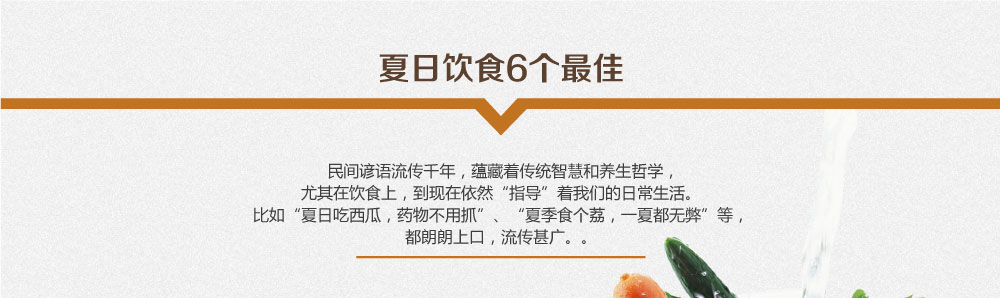 夏日饮食6个最佳
民间谚语流传千年，蕴藏着传统智慧和养生哲学，
尤其在饮食上，到现在依然“指导”着我们的日常生活。
比如“夏日吃西瓜，药物不用抓”、“夏季食个荔，一夏都无弊”等，
都朗朗上口，流传甚广。。